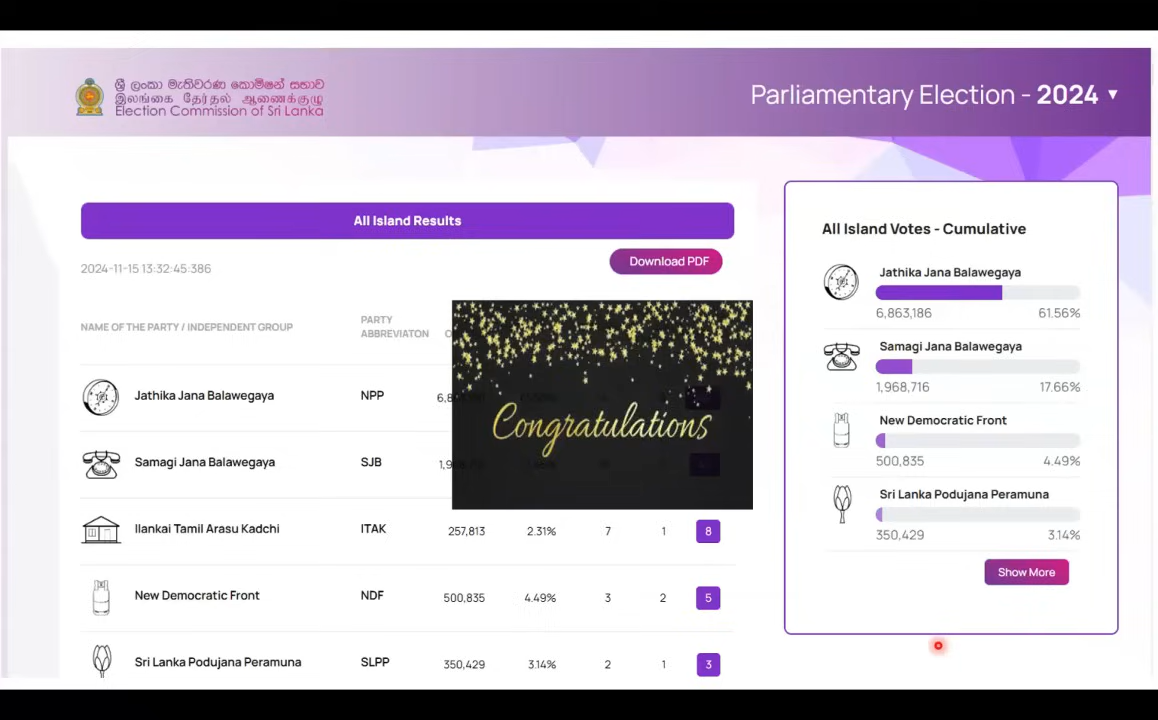 ශ්‍රී ලංකා මැතිවරණ කොමිෂන් සභාව
இலங்கை தேர்தல் ஆணைக்குழு
Election Commission of Sri Lanka
Parliamentary Election - 2024
All Island Results
Download PDF
2024-11-15 13:32:45:386
NAME OF THE PARTY / INDEPENDENT GROUP
PARTY
ABBREVIATON
Jathika Jana Balawegaya NPP
Samagi Jana Balawegaya SJB
Congratulations
Ilankai Tamil Arasu Kadchi ITAK 257,813 2.31% 7 1 8
New Democratic Front NDF 500,835 4.49% 3 2 5
Sri Lanka Podujana Peramuna SLPP 350,429 3.14% 2 1 3
All Island Votes - Cumulative
Jathika Jana Balawegaya
6,863,186 61.56%
Samagi Jana Balawegaya
1,968,716 17.66%
New Democratic Front
500,835 4.49%
Sri Lanka Podujana Peramuna
350,429 3.14%
Show More